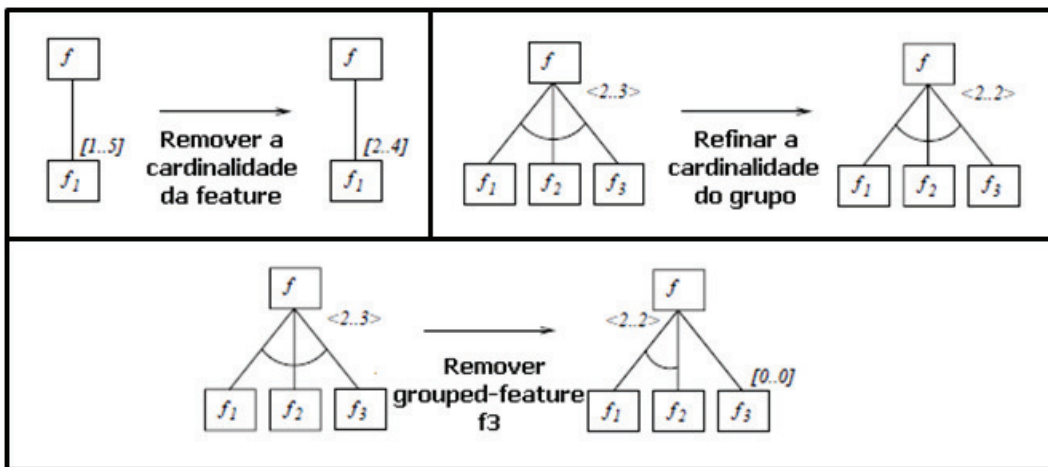 f f
[1..5] Remover a cardinalidade da feature [2..4]
f1 f1
f f
<2..3> <2..2>
Refinar a cardinalidade do grupo
f1 f2 f3 f1 f2 f3
f f
<2..3> <2..2>
Remover grouped-feature f3
[0..0]
f1 f2 f3 f1 f2 f3